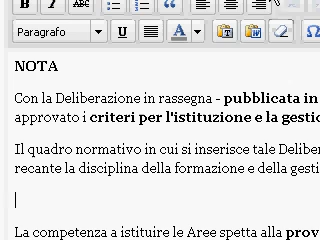 B I ABC
Paragrafo U A
NOTA
Con la Deliberazione in rassegna - pubblicata in
approvato i criteri per l'istituzione e la gestio
Il quadro normativo in cui si inserisce tale Deliber
recante la disciplina della formazione e della gesti
La competenza a istituire le Aree spetta alla prov